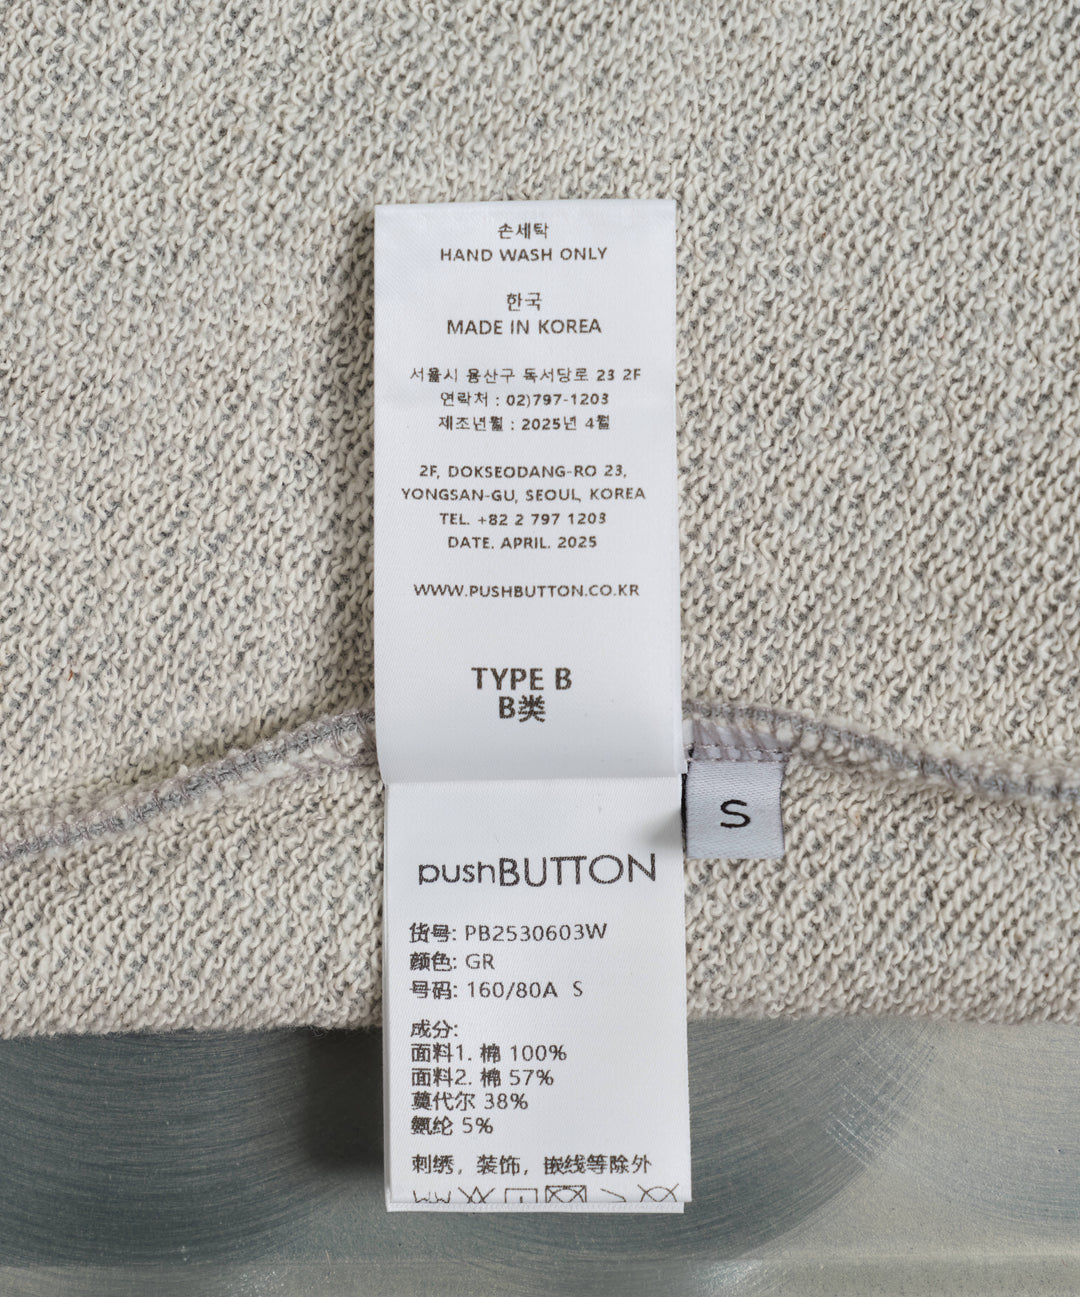 손세탁
HAND WASH ONLY
한국
MADE IN KOREA
서울시 용산구 독서당로 23 2F
연락처 : 02)797-1203
제조년월 : 2025년 4월
2F, DOKSEODANG-RO 23,
YONGSAN-GU, SEOUL, KOREA
TEL. +82 2 797 1203
DATE. APRIL. 2025
WWW.PUSHBUTTON.CO.KR
TYPE B
B类
S
pushBUTTON
货号: PB2530603W
颜色: GR
号码: 160/80A S
成分:
面料1. 棉 100%
面料2. 棉 57%
莫代尔 38%
氨纶 5%
刺绣，装饰，嵌线等除外